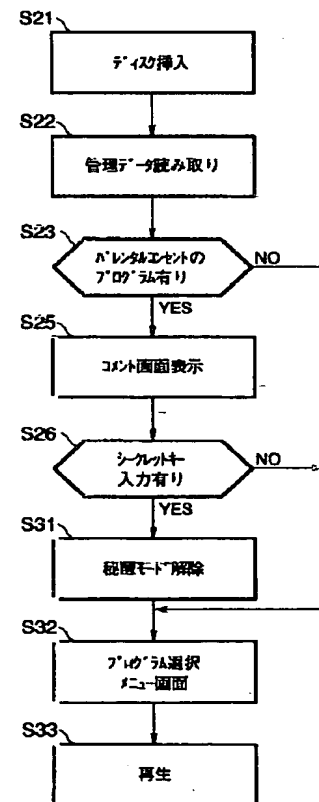 S21
ディスク挿入
S22
管理データ読み取り
S23
パレンタルコンセントの
プログラム有り
NO
YES
S25
コメント画面表示
S26
シークレットキー
入力有り
NO
YES
S31
秘匿モード解除
S32
プログラム選択
メニュー画面
S33
再生